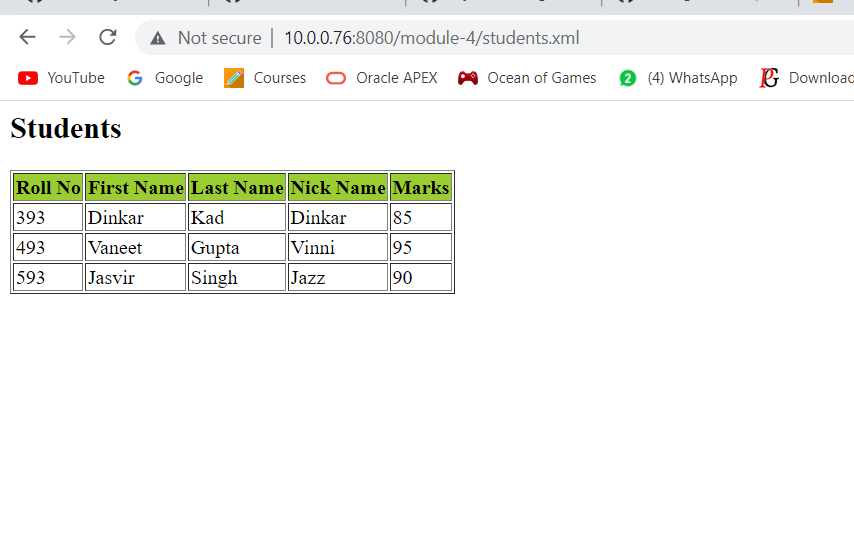 Not secure | 10.0.0.76:8080/module-4/students.xml
YouTube Google Courses Oracle APEX Ocean of Games 2 (4) WhatsApp PG Download
Students
Roll No First Name Last Name Nick Name Marks
393 Dinkar Kad Dinkar 85
493 Vaneet Gupta Vinni 95
593 Jasvir Singh Jazz 90